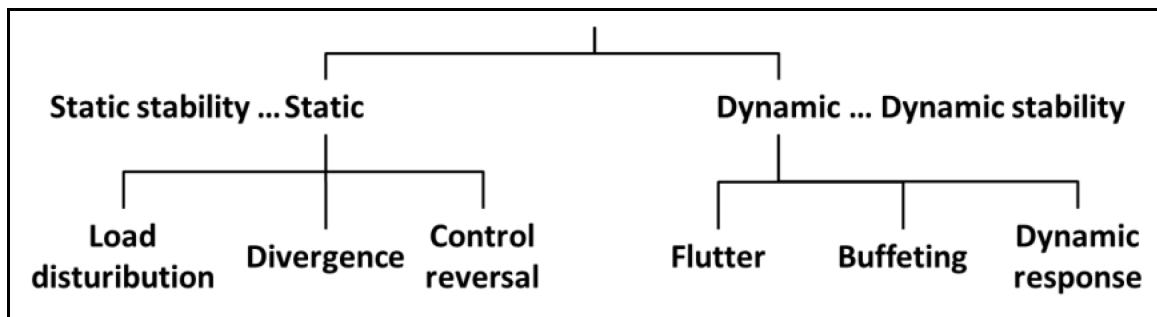 Static stability ... Static
Dynamic ... Dynamic stability
Load
disturibution
Divergence
Control
reversal
Flutter
Buffeting
Dynamic
response